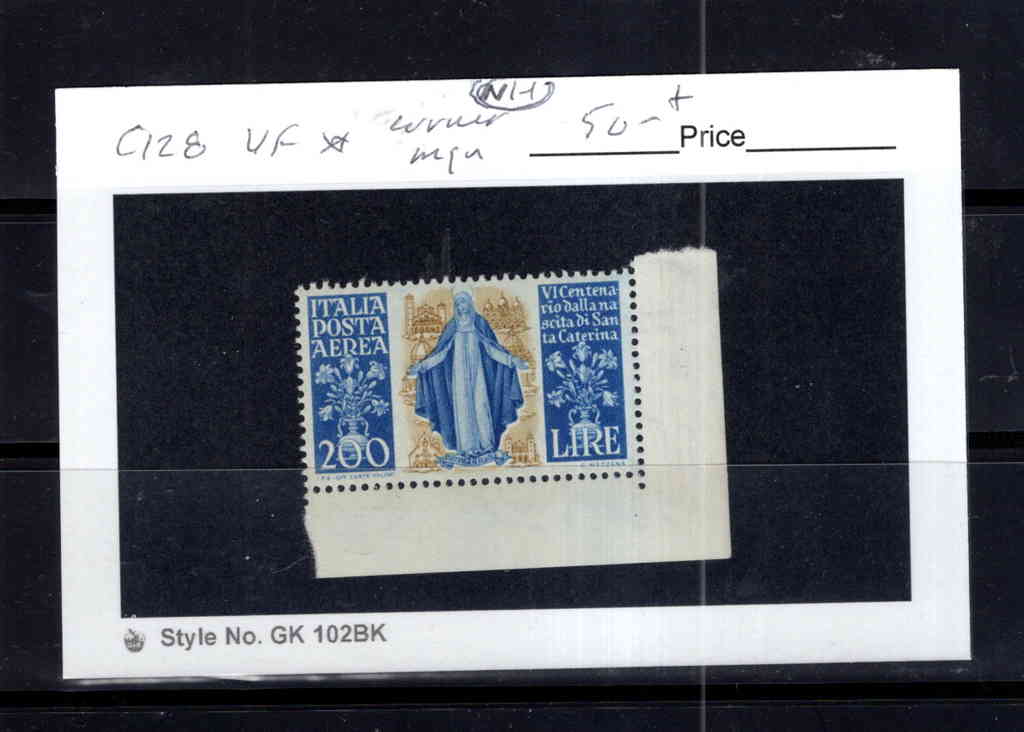 NH
C128 VF corner 50-+ Price
mgn
ITALIA
POSTA
AEREA
200
VI Centena-
rio dalla na
scita di San
ta Caterina
LIRE
Style No. GK 102BK